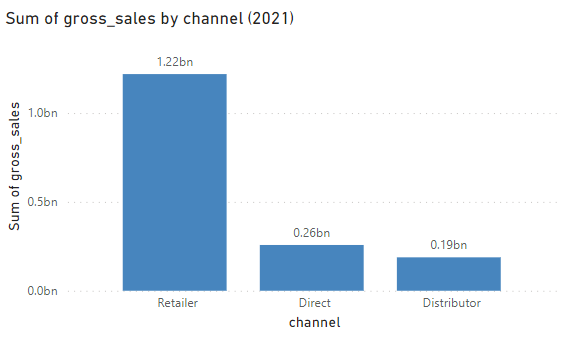 Sum of gross_sales by channel (2021)
Sum of gross_sales
1.0bn
0.5bn
0.0bn
1.22bn
0.26bn
0.19bn
Retailer
Direct
Distributor
channel